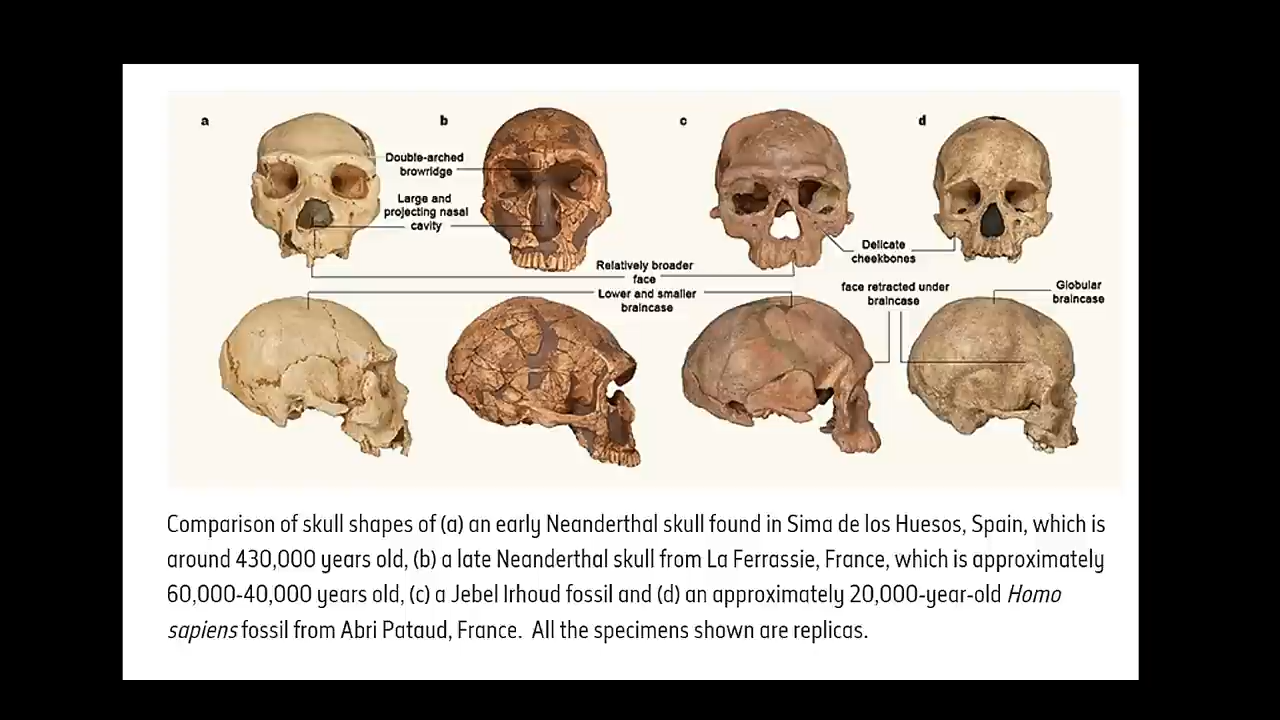 a
b
c
d
Double-arched
browridge
Large and
projecting nasal
cavity
Delicate
cheekbones
Relatively broader
face
Lower and smaller
braincase
face retracted under
braincase
Globular
braincase
Comparison of skull shapes of (a) an early Neanderthal skull found in Sima de los Huesos, Spain, which is
around 430,000 years old, (b) a late Neanderthal skull from La Ferrassie, France, which is approximately
60,000-40,000 years old, (c) a Jebel Irhoud fossil and (d) an approximately 20,000-year-old Homo
sapiens fossil from Abri Pataud, France. All the specimens shown are replicas.